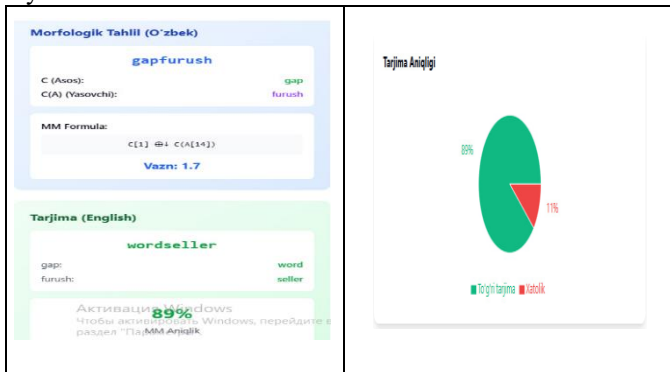 Morfologik Tahlil (O'zbek)
gapfurush
C (Asos): gap
C(A) (Yasovchi): furush
MM Formula:
C[1] ⊕↓ C(A[14])
Vazn: 1.7
Tarjima (English)
wordseller
gap: word
furush: seller
89%
MM Aniqlik
Активация Windows
Чтобы активировать Windows, перейдите в
раздел
Tarjima Aniqligi
89%
11%
To'g'ri tarjima Xatolik